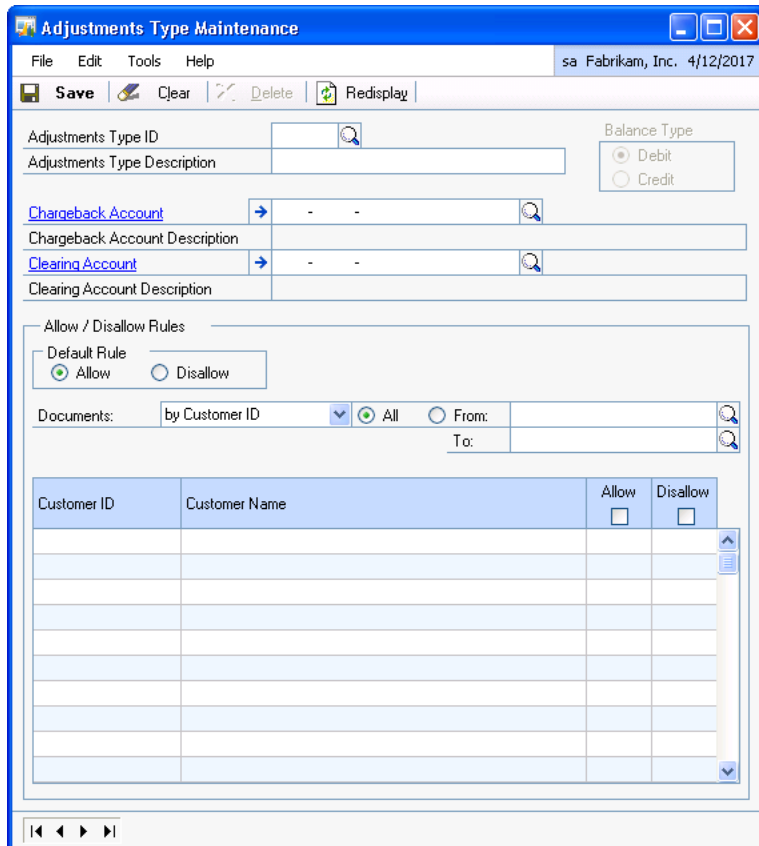 Adjustments Type Maintenance
File Edit Tools Help sa Fabrikam, Inc. 4/12/2017
Save Clear Delete Redisplay
Adjustments Type ID
Adjustments Type Description
Balance Type
Debit
Credit
Chargeback Account - -
Chargeback Account Description
Clearing Account - -
Clearing Account Description
Allow / Disallow Rules
Default Rule
Allow Disallow
Documents: by Customer ID All From:
To:
Customer ID Customer Name Allow Disallow